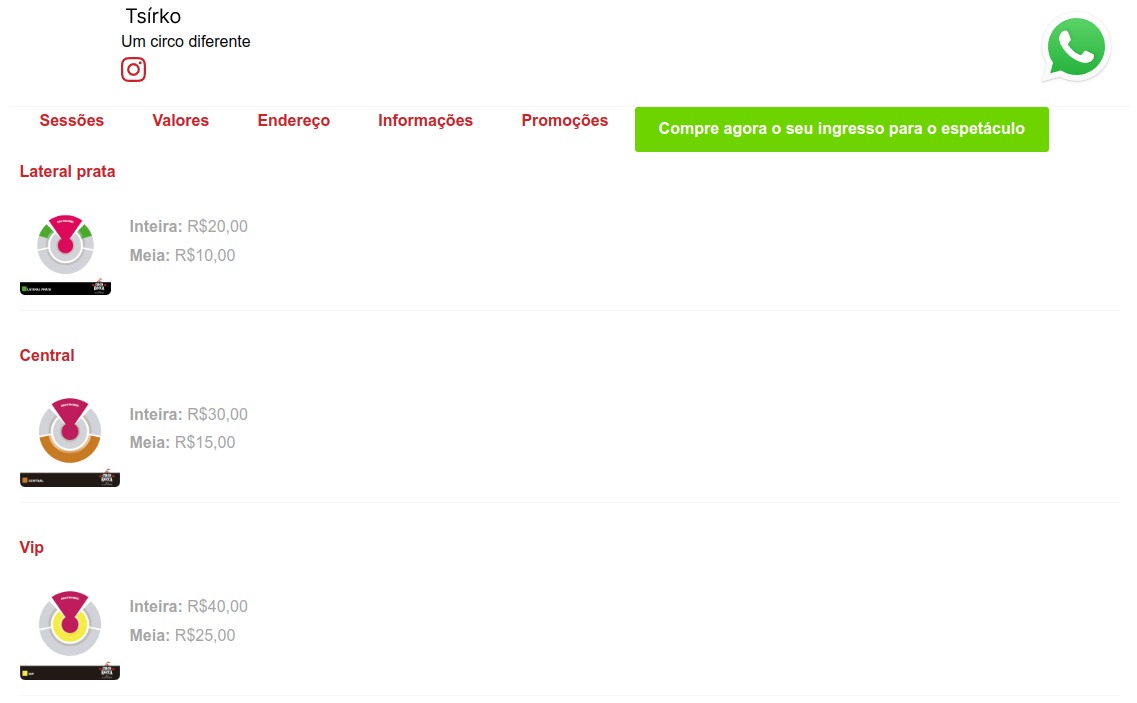 Tsírko
Um circo diferente
Sessões Valores Endereço Informações Promoções Compre agora o seu ingresso para o espetáculo
Lateral prata
Inteira: R$20,00
Meia: R$10,00
LATERAL PRATA
Central
Inteira: R$30,00
Meia: R$15,00
CENTRAL
Vip
Inteira: R$40,00
Meia: R$25,00
VIP